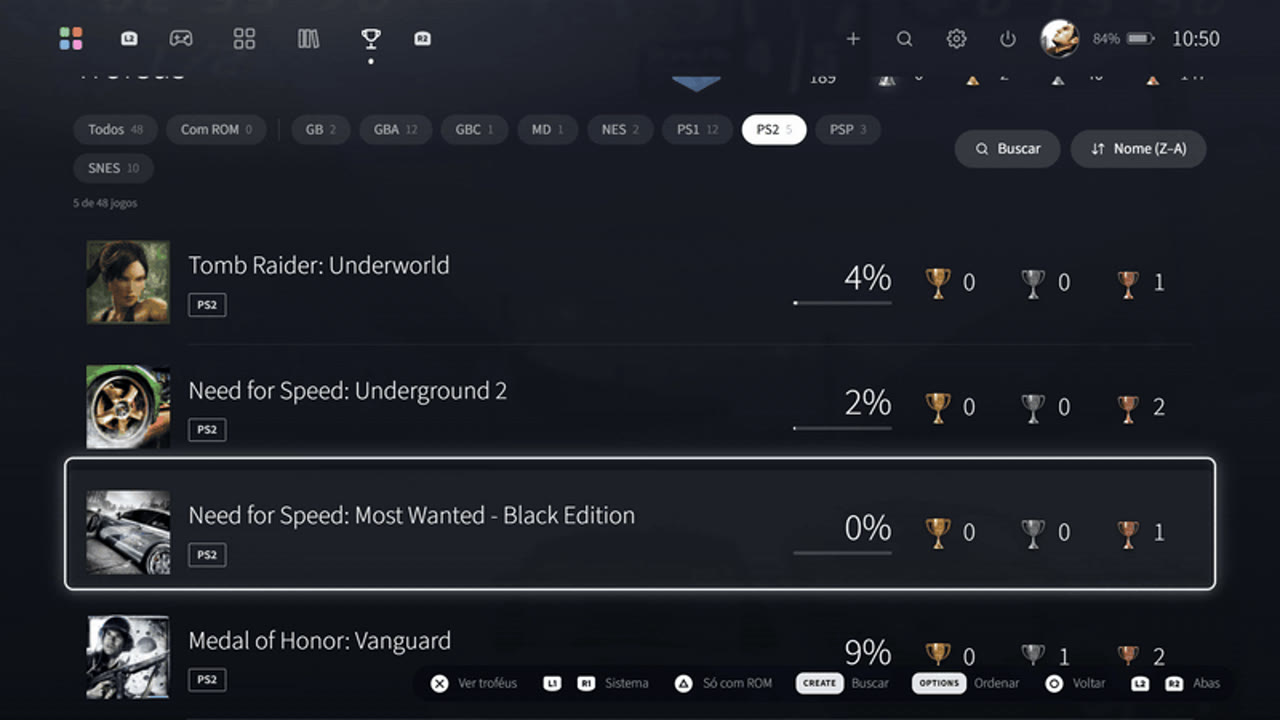 L2
R2
84%
10:50
189
Todos 48
Com ROM 0
GB 2
GBA 12
GBC 1
MD 1
NES 2
PS1 12
PS2 5
PSP 3
SNES 10
Buscar
Nome (Z–A)
5 de 48 jogos
Tomb Raider: Underworld
PS2
4%
0
0
1
Need for Speed: Underground 2
PS2
2%
0
0
2
Need for Speed: Most Wanted - Black Edition
PS2
0%
0
0
1
Medal of Honor: Vanguard
PS2
9%
0
1
2
Ver troféus
L1 R1 Sistema
Só com ROM
CREATE Buscar
OPTIONS Ordenar
Voltar
L2 R2 Abas